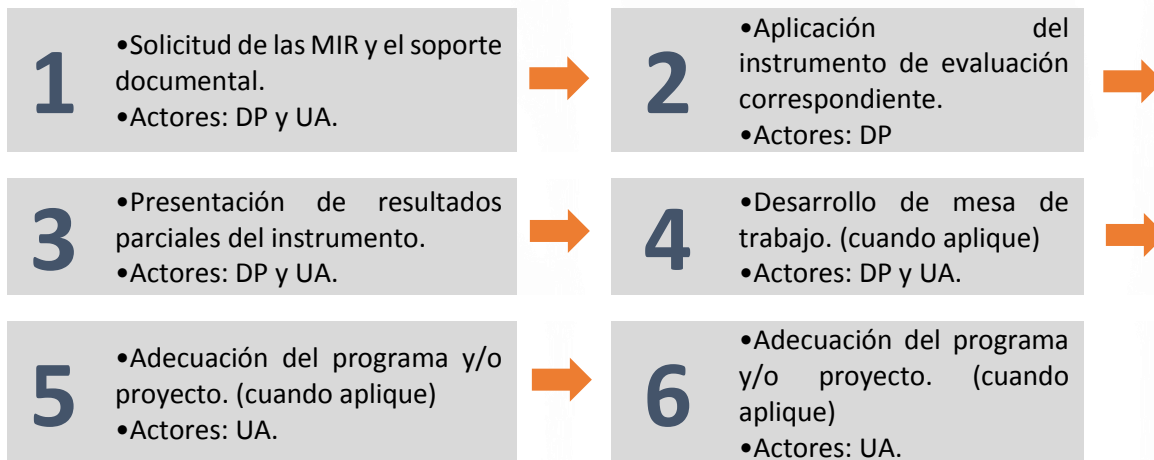 1
•Solicitud de las MIR y el soporte
documental.
•Actores: DP y UA.
2
•Aplicación del
instrumento de evaluación
correspondiente.
•Actores: DP
3
•Presentación de resultados
parciales del instrumento.
•Actores: DP y UA.
4
•Desarrollo de mesa de
trabajo. (cuando aplique)
•Actores: DP y UA.
5
•Adecuación del programa y/o
proyecto. (cuando aplique)
•Actores: UA.
6
•Adecuación del programa
y/o proyecto. (cuando
aplique)
•Actores: UA.